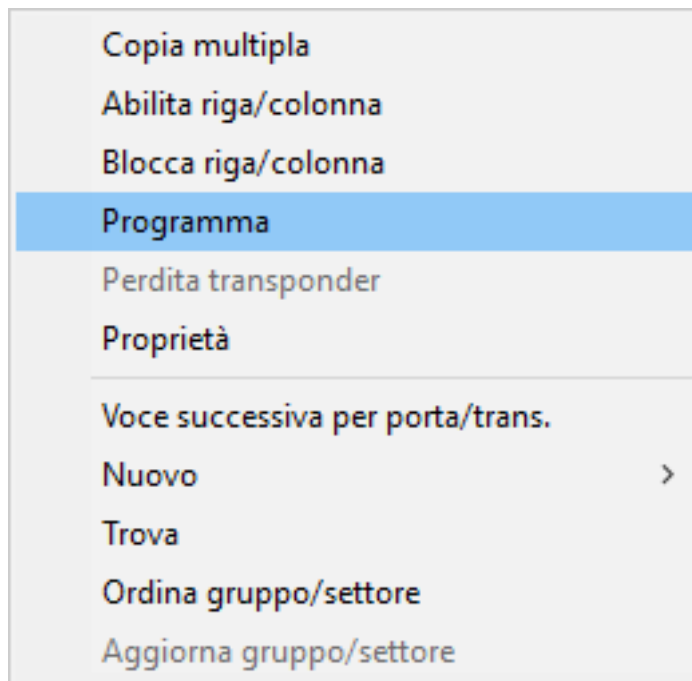 Copia multipla
Abilita riga/colonna
Blocca riga/colonna
Programma
Perdita transponder
Proprietà
Voce successiva per porta/trans.
Nuovo
Trova
Ordina gruppo/settore
Aggiorna gruppo/settore